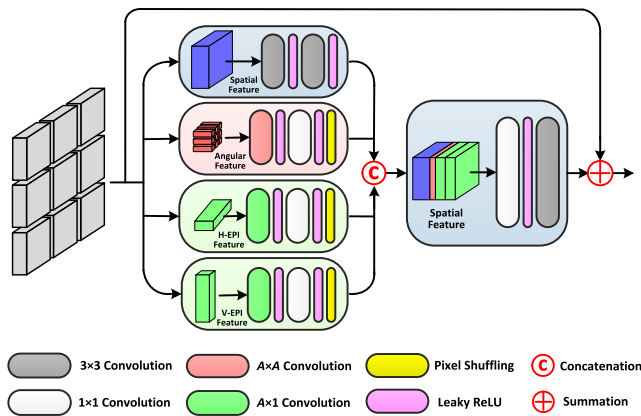 Spatial
Feature
Angular
Feature
H-EPI
Feature
V-EPI
Feature
C
Spatial
Feature
3×3 Convolution
A×A Convolution
Pixel Shuffling
C Concatenation
1×1 Convolution
A×1 Convolution
Leaky ReLU
Summation